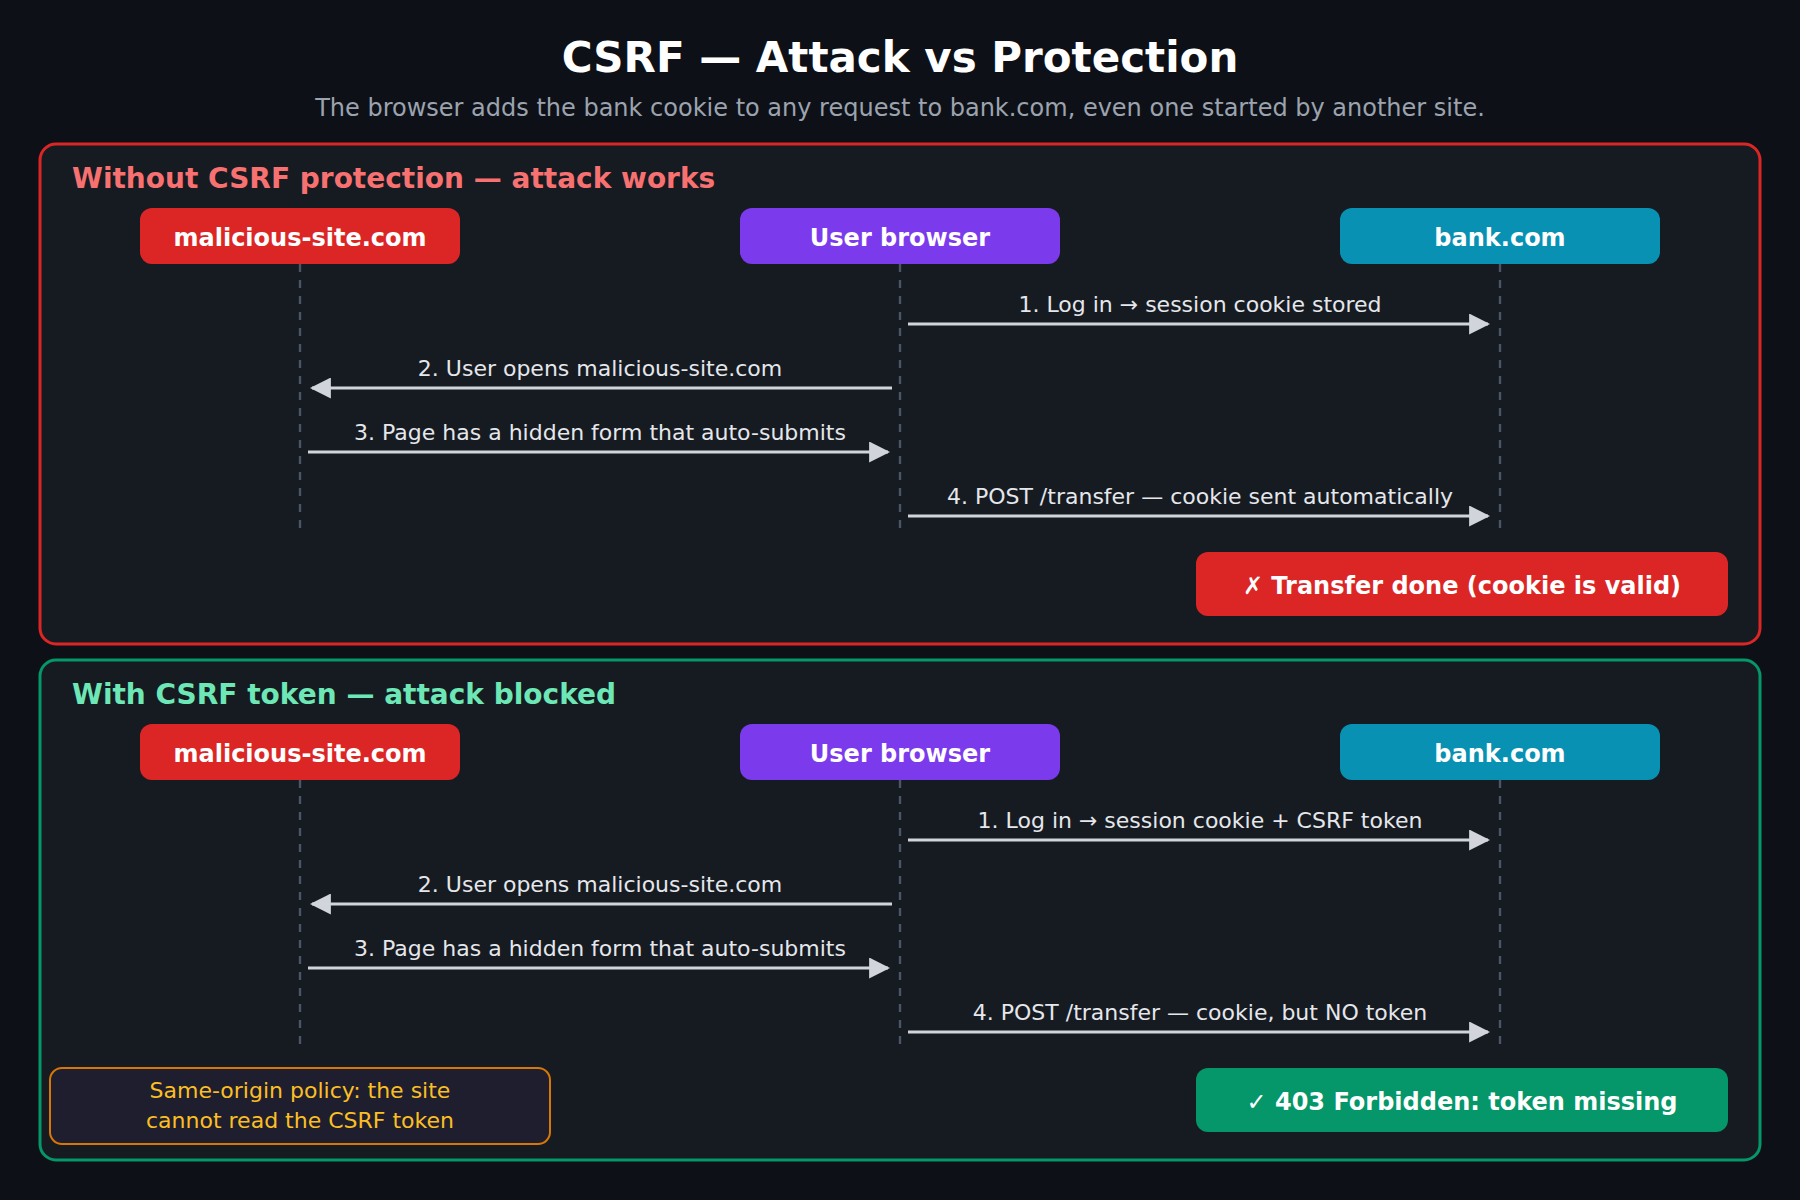 CSRF — Attack vs Protection
The browser adds the bank cookie to any request to bank.com, even one started by another site.
Without CSRF protection — attack works
malicious-site.com
User browser
bank.com
1. Log in → session cookie stored
2. User opens malicious-site.com
3. Page has a hidden form that auto-submits
4. POST /transfer — cookie sent automatically
✗ Transfer done (cookie is valid)
With CSRF token — attack blocked
malicious-site.com
User browser
bank.com
1. Log in → session cookie + CSRF token
2. User opens malicious-site.com
3. Page has a hidden form that auto-submits
4. POST /transfer — cookie, but NO token
Same-origin policy: the site
cannot read the CSRF token
✓ 403 Forbidden: token missing